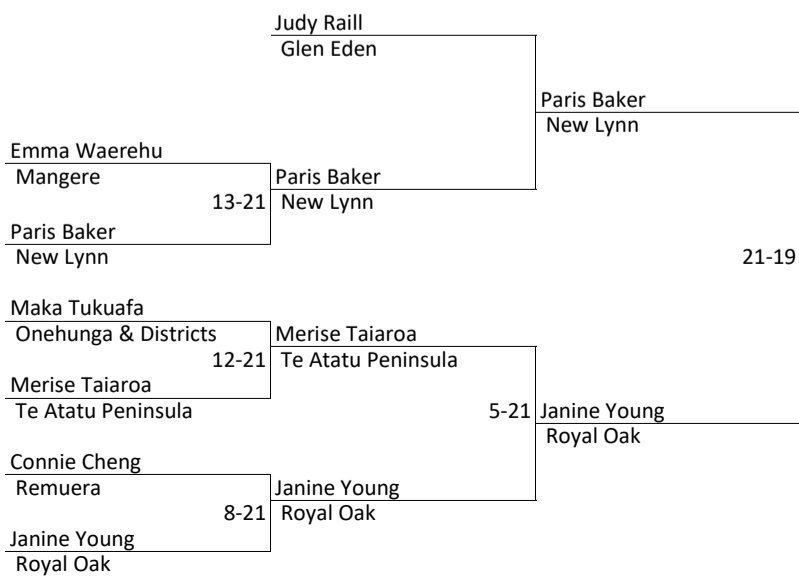 Judy Raill
Glen Eden
Paris Baker
New Lynn
Emma Waerehu
Mangere
Paris Baker
13-21 New Lynn
Paris Baker
New Lynn
21-19
Maka Tukuafa
Onehunga & Districts
Merise Taiaroa
12-21 Te Atatu Peninsula
Merise Taiaroa
Te Atatu Peninsula
5-21 Janine Young
Royal Oak
Connie Cheng
Remuera
Janine Young
8-21 Royal Oak
Janine Young
Royal Oak